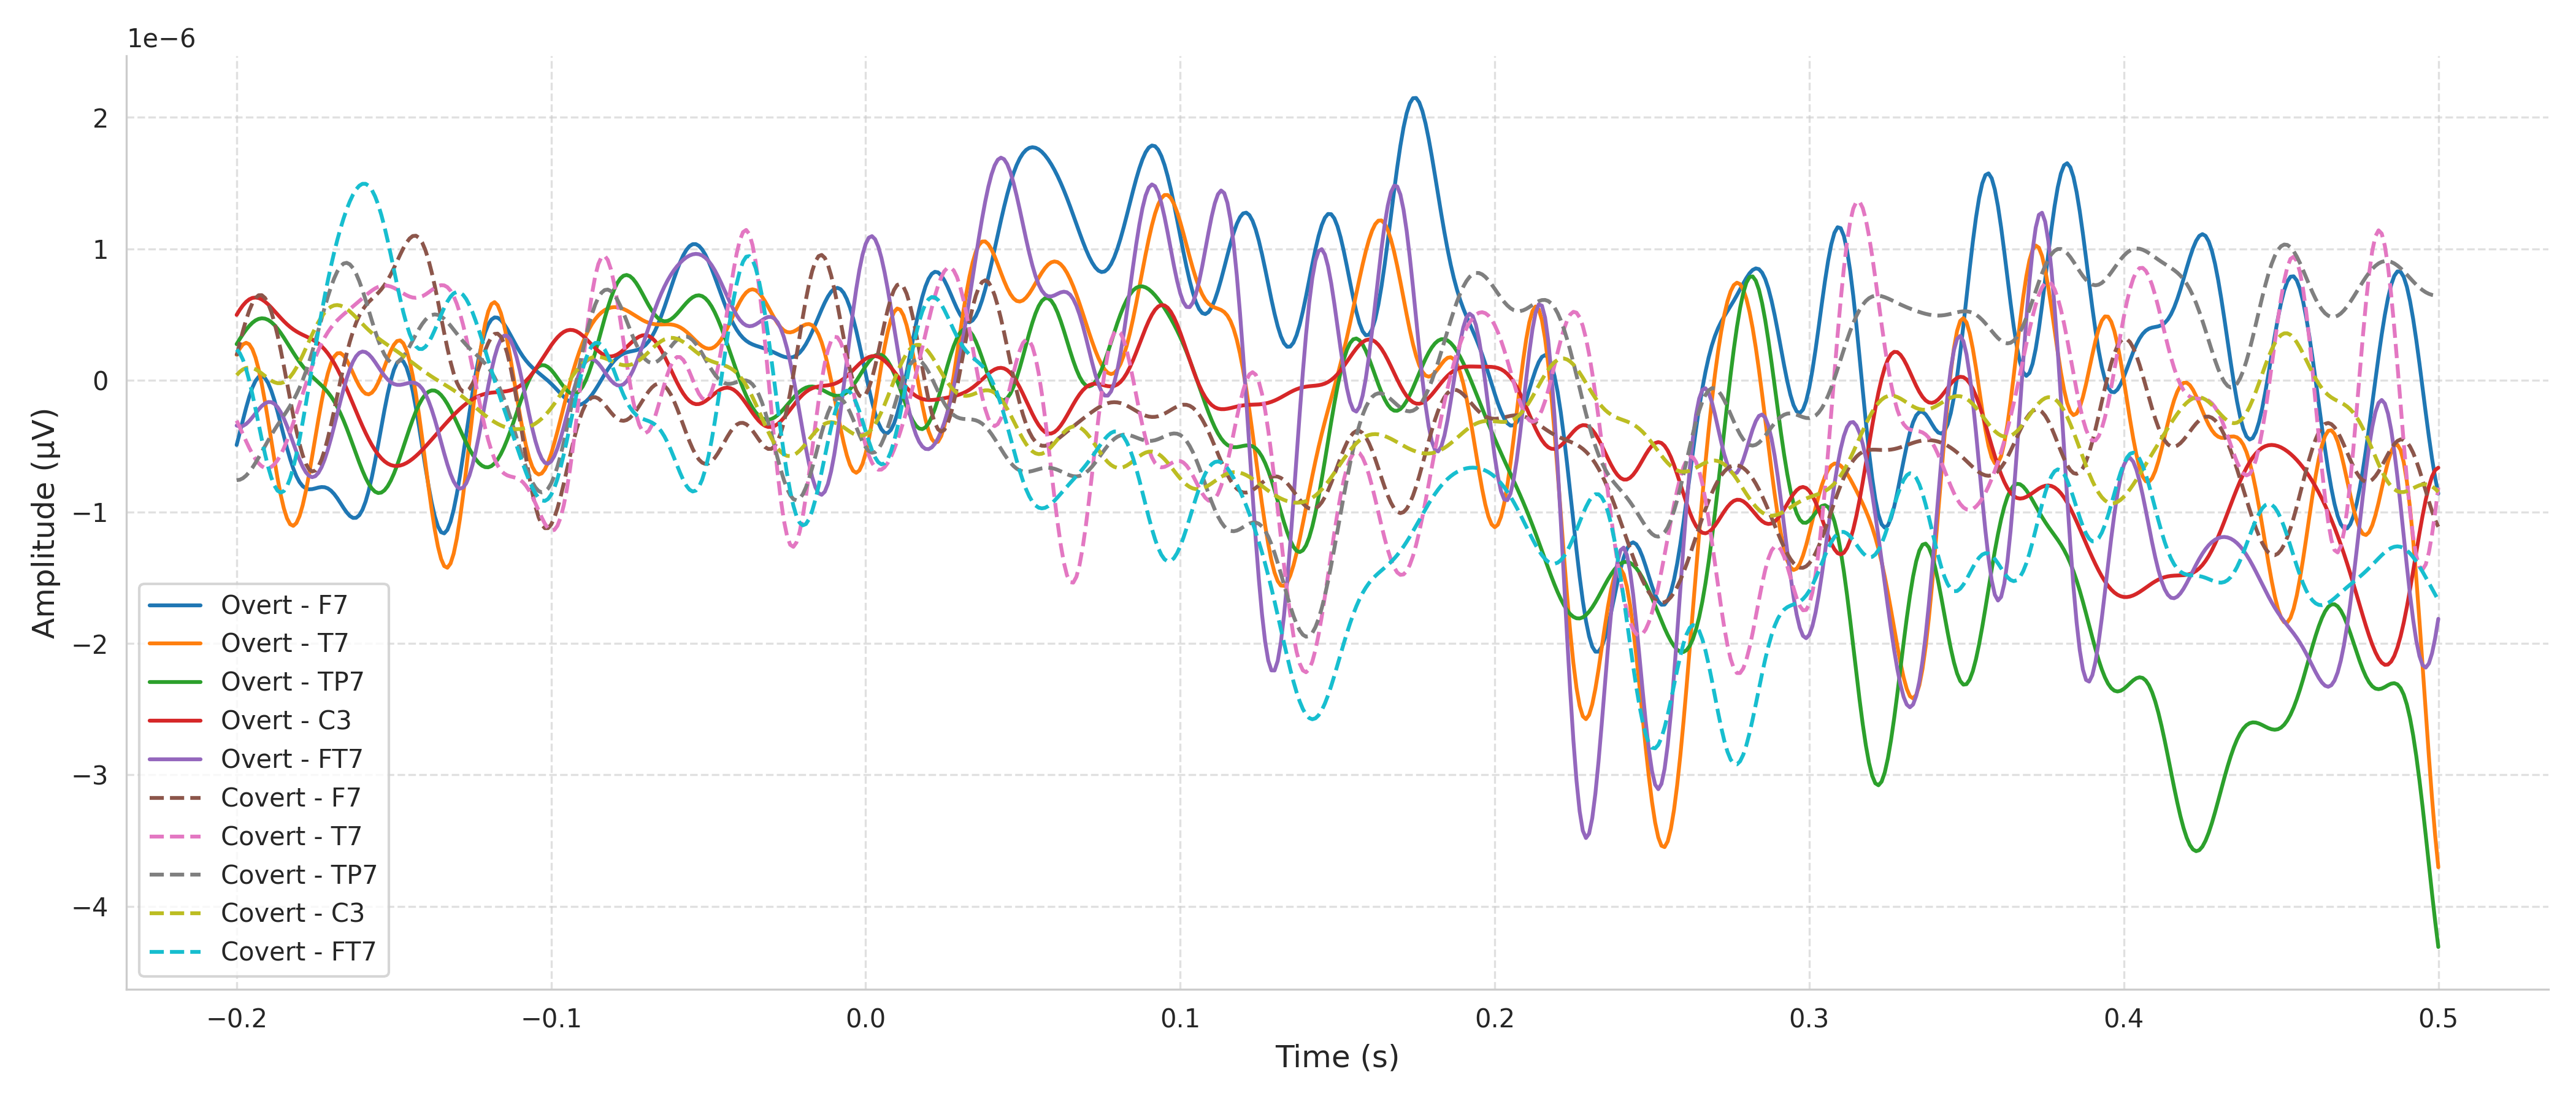 1e−6
2
1
0
−1
−2
−3
−4
Amplitude (µV)
Overt - F7
Overt - T7
Overt - TP7
Overt - C3
Overt - FT7
Covert - F7
Covert - T7
Covert - TP7
Covert - C3
Covert - FT7
−0.2 −0.1 0.0 0.1 0.2 0.3 0.4 0.5
Time (s)